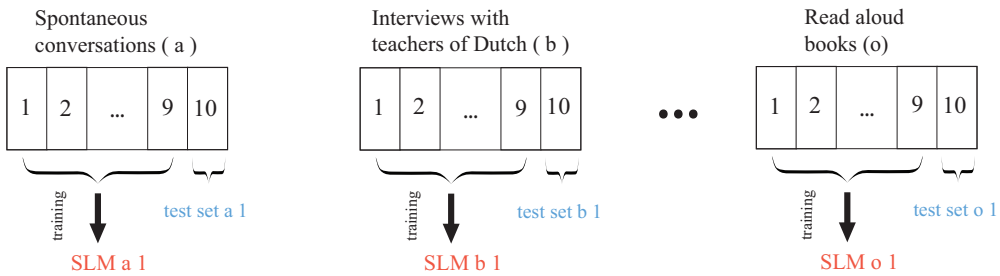 Spontaneous
conversations ( a )
1 2 ... 9 10
training
test set a 1
SLM a 1
Interviews with
teachers of Dutch ( b )
1 2 ... 9 10
training
test set b 1
SLM b 1
...
Read aloud
books (o)
1 2 ... 9 10
training
test set o 1
SLM o 1